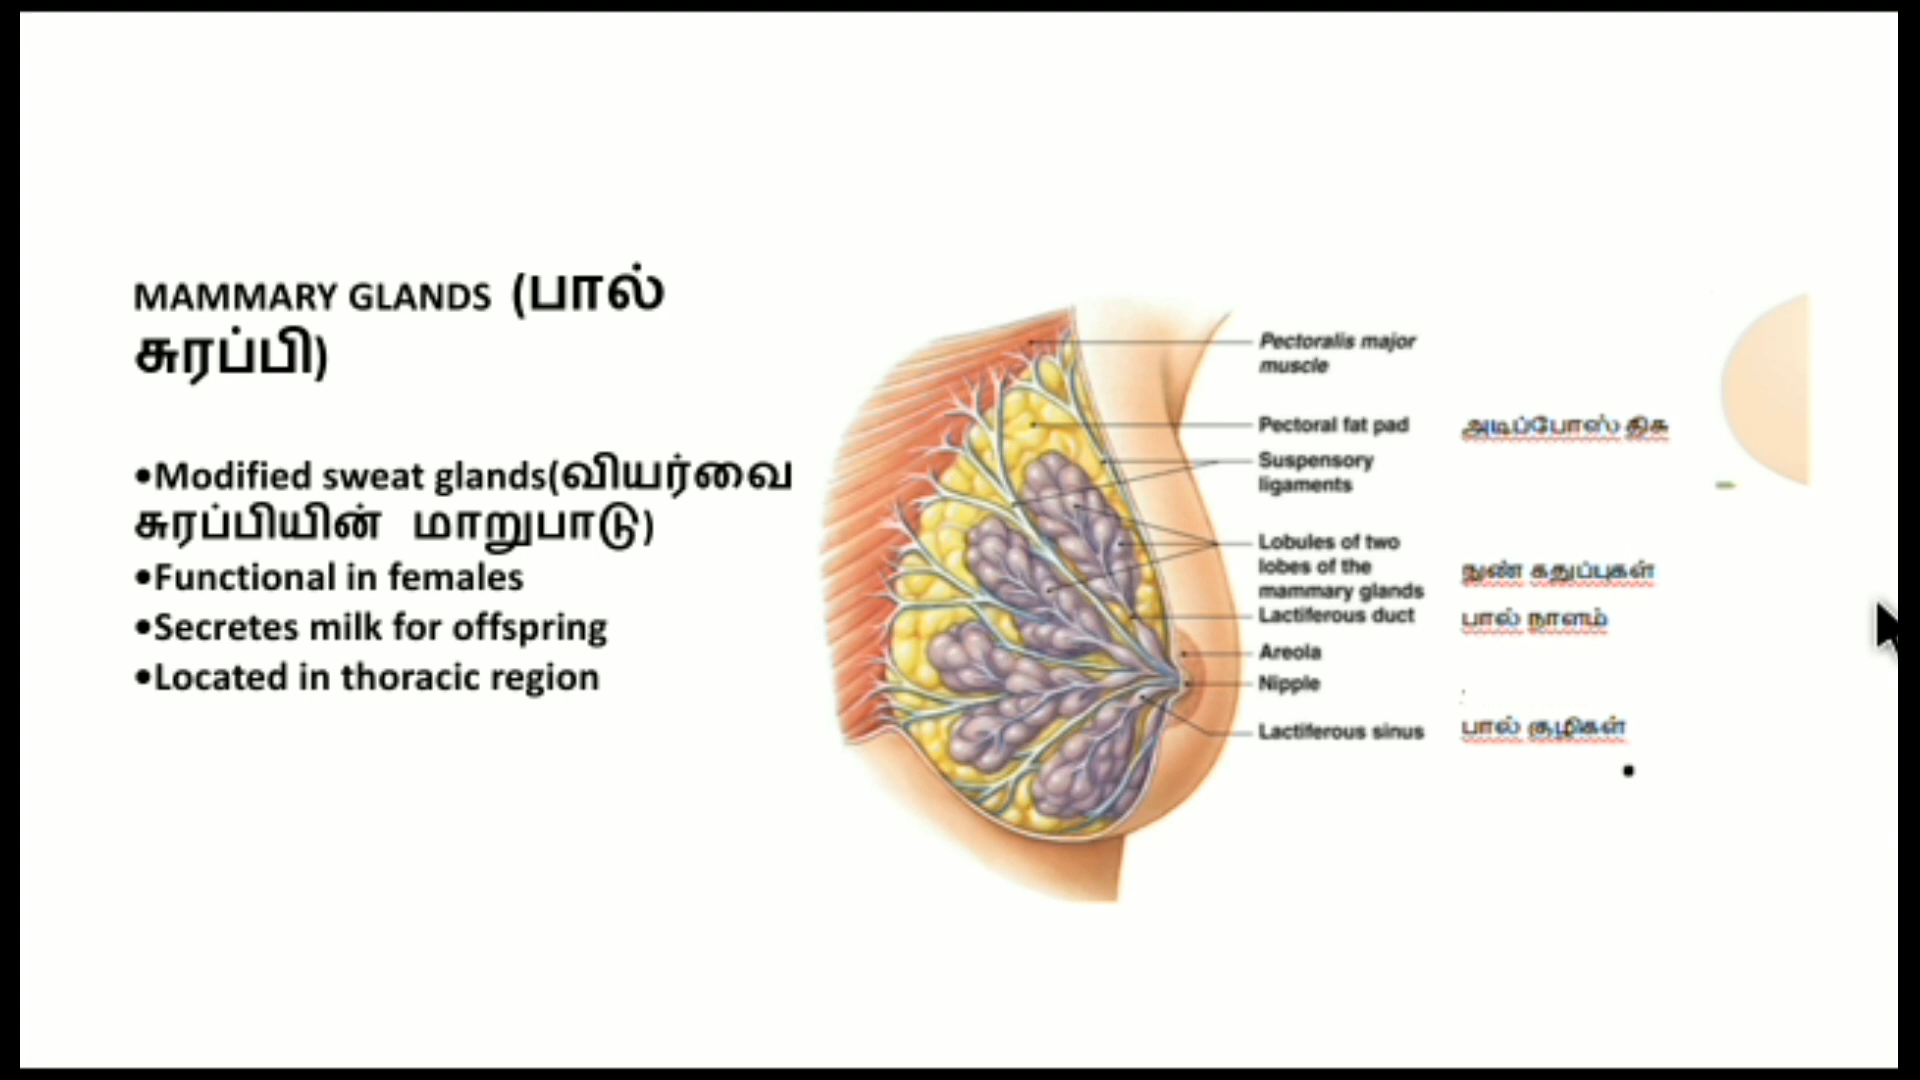 MAMMARY GLANDS (பால்
சுரப்பி)
•Modified sweat glands(வியர்வை
சுரப்பியின் மாறுபாடு)
•Functional in females
•Secretes milk for offspring
•Located in thoracic region
Pectoralis major
muscle
Pectoral fat pad அடிப்போஸ் திசு
Suspensory
ligaments
Lobules of two
lobes of the
mammary glands
நுண் கதுப்புகள்
Lactiferous duct பால் நாளம்
Areola
Nipple
Lactiferous sinus பால் குழிகள்